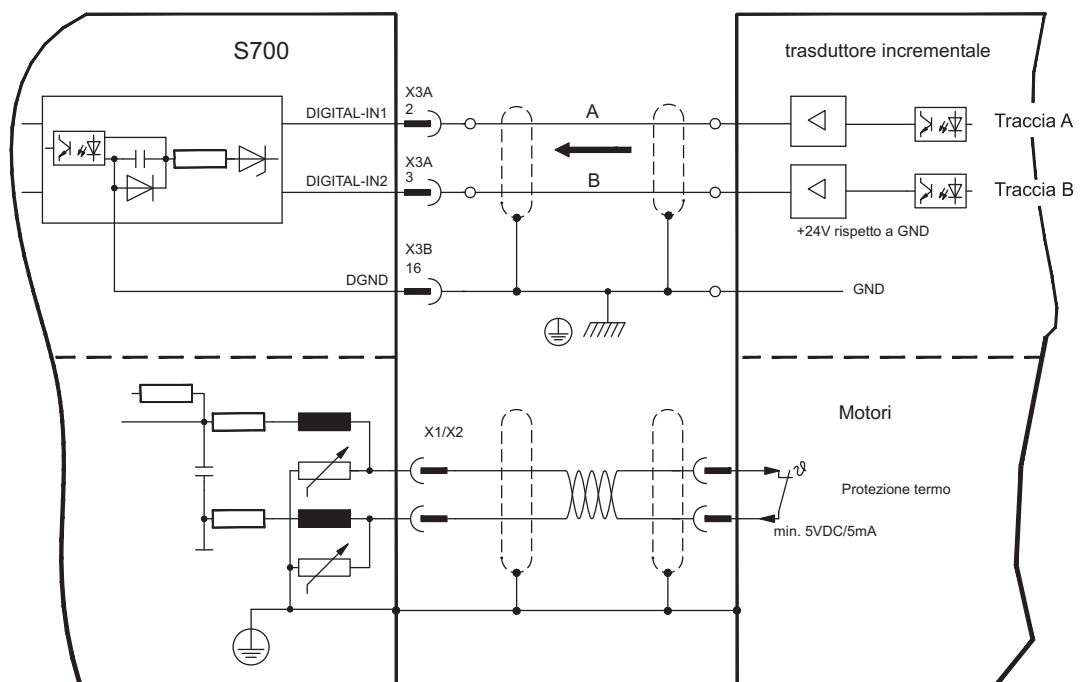 S700
trasduttore incrementale
X3A
2
DIGITAL-IN1
A
Traccia A
X3A
3
DIGITAL-IN2
B
Traccia B
+24V rispetto a GND
X3B
16
DGND
GND
Motori
X1/X2
ϑ
Protezione termo
min. 5VDC/5mA